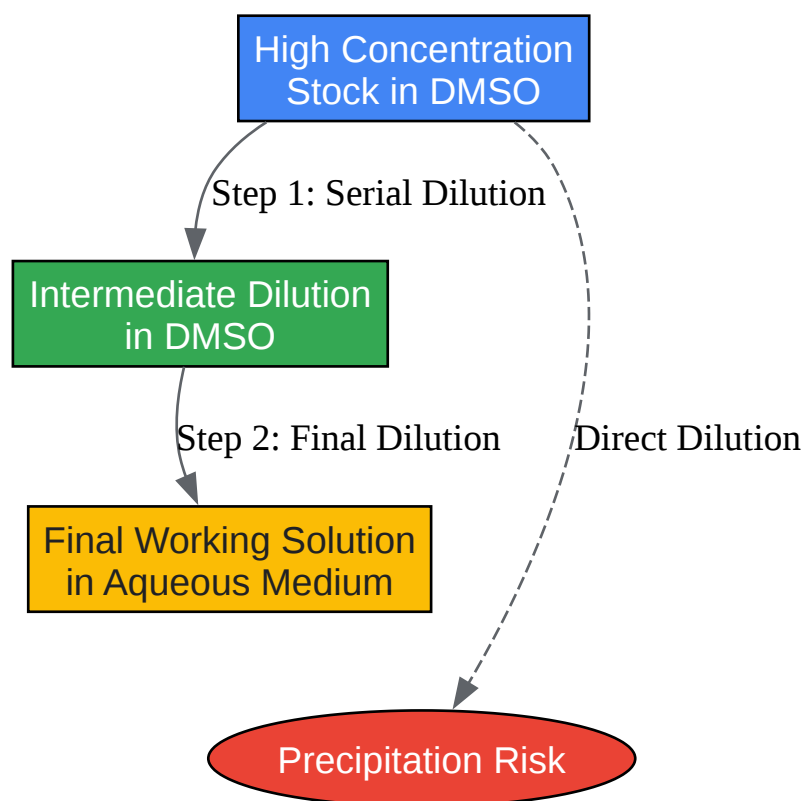 High Concentration
Stock in DMSO
Step 1: Serial Dilution
Intermediate Dilution
in DMSO
Step 2: Final Dilution
Direct Dilution
Final Working Solution
in Aqueous Medium
Precipitation Risk